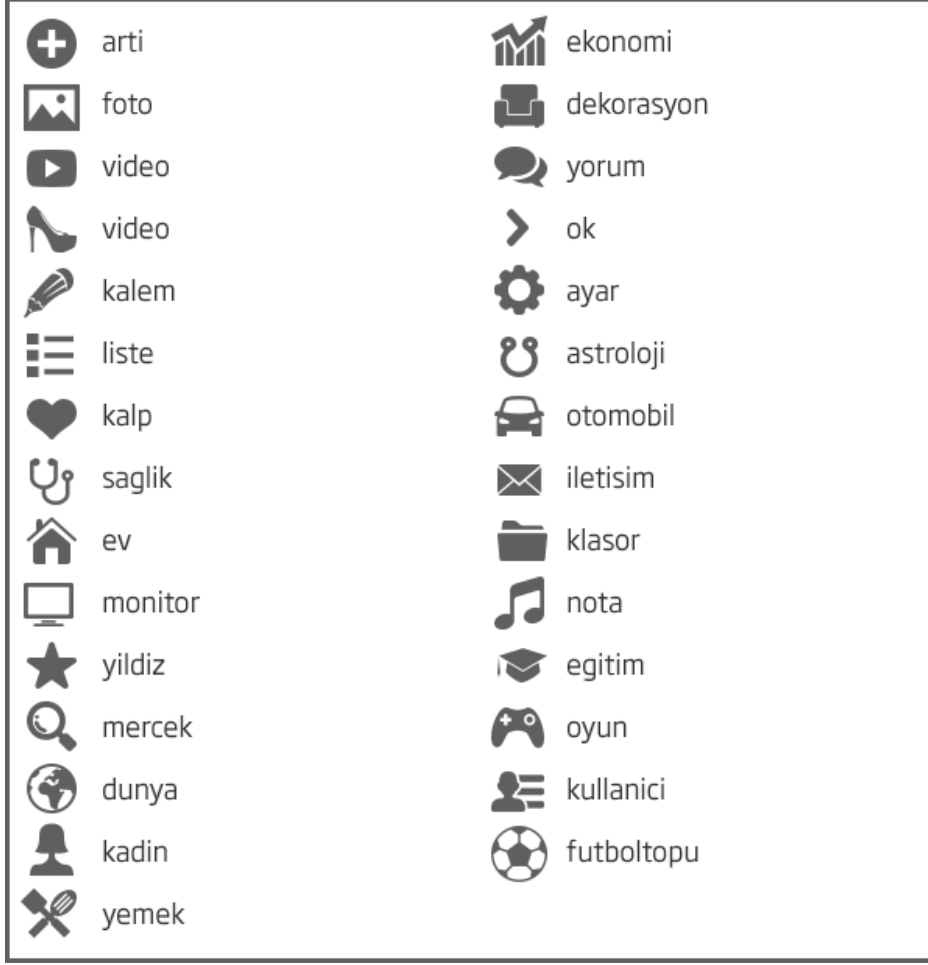 arti
foto
video
video
kalem
liste
kalp
saglik
ev
monitor
yildiz
mercek
dunya
kadin
yemek
ekonomi
dekorasyon
yorum
ok
ayar
astroloji
otomobil
iletisim
klasor
nota
egitim
oyun
kullanici
futboltopu